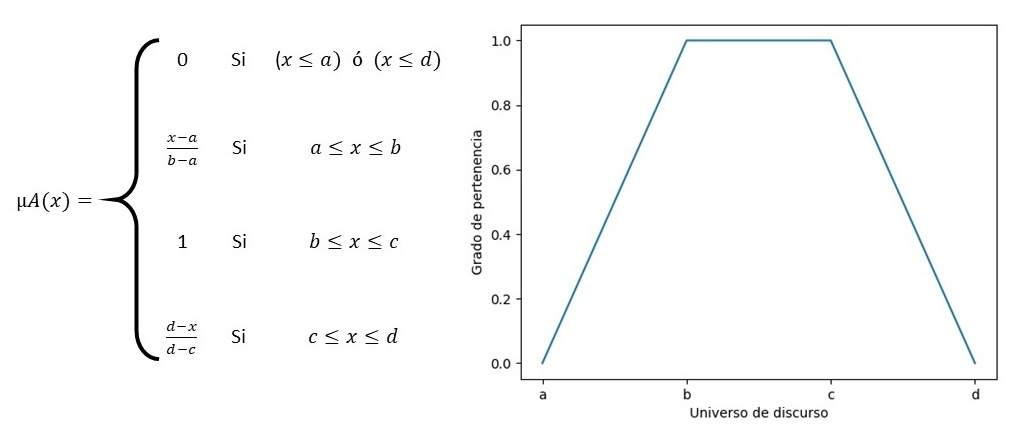 0 Si (x ≤ a) ó (x ≤ d)
x−a
b−a
Si a ≤ x ≤ b
μA(x) =
1 Si b ≤ x ≤ c
d−x
d−c
Si c ≤ x ≤ d
1.0
0.8
0.6
0.4
0.2
0.0
Grado de pertenencia
a b c d
Universo de discurso